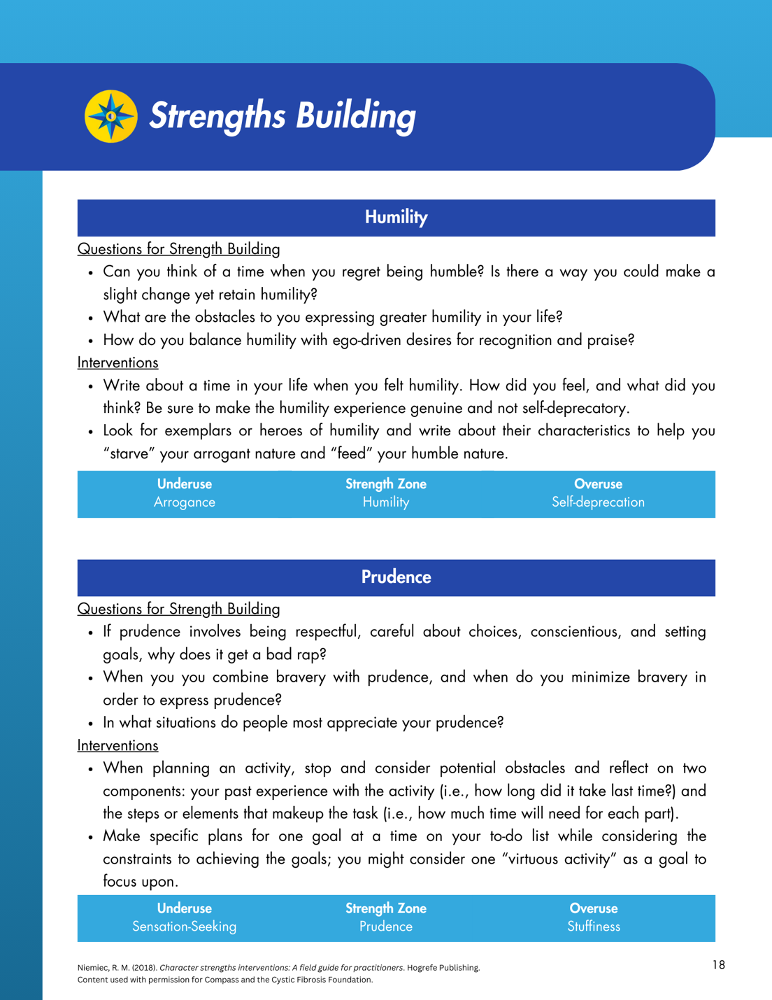 Strengths Building
Humility
Questions for Strength Building
• Can you think of a time when you regret being humble? Is there a way you could make a
slight change yet retain humility?
• What are the obstacles to you expressing greater humility in your life?
• How do you balance humility with ego-driven desires for recognition and praise?
Interventions
• Write about a time in your life when you felt humility. How did you feel, and what did you
think? Be sure to make the humility experience genuine and not self-deprecatory.
• Look for exemplars or heroes of humility and write about their characteristics to help you
“starve” your arrogant nature and “feed” your humble nature.
Underuse Strength Zone Overuse
Arrogance Humility Self-deprecation
Prudence
Questions for Strength Building
• If prudence involves being respectful, careful about choices, conscientious, and setting
goals, why does it get a bad rap?
• When you you combine bravery with prudence, and when do you minimize bravery in
order to express prudence?
• In what situations do people most appreciate your prudence?
Interventions
• When planning an activity, stop and consider potential obstacles and reflect on two
components: your past experience with the activity (i.e., how long did it take last time?) and
the steps or elements that makeup the task (i.e., how much time will need for each part).
• Make specific plans for one goal at a time on your to-do list while considering the
constraints to achieving the goals; you might consider one “virtuous activity” as a goal to
focus upon.
Underuse Strength Zone Overuse
Sensation-Seeking Prudence Stuffiness
Niemiec, R. M. (2018). Character strengths interventions: A field guide for practitioners. Hogrefe Publishing.
Content used with permission for Compass and the Cystic Fibrosis Foundation.
18